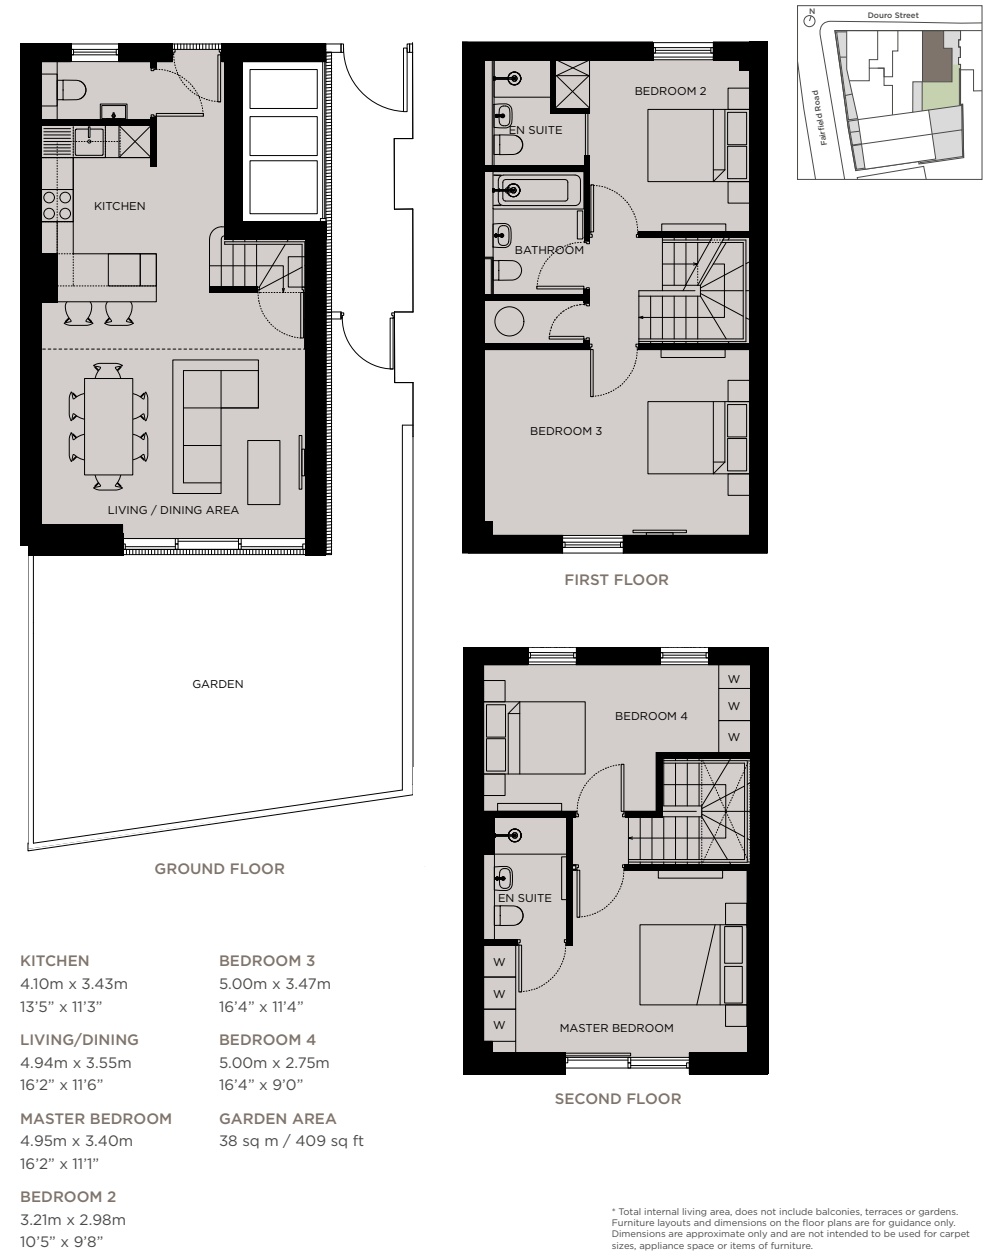 N
Douro Street
Fairfield Road
KITCHEN
LIVING / DINING AREA
GARDEN
GROUND FLOOR
BEDROOM 2
EN SUITE
BATHROOM
BEDROOM 3
FIRST FLOOR
BEDROOM 4
W
W
W
EN SUITE
W
W
W
MASTER BEDROOM
SECOND FLOOR
KITCHEN
4.10m x 3.43m
13’5” x 11’3”
LIVING/DINING
4.94m x 3.55m
16’2” x 11’6”
MASTER BEDROOM
4.95m x 3.40m
16’2” x 11’1”
BEDROOM 2
3.21m x 2.98m
10’5” x 9’8”
BEDROOM 3
5.00m x 3.47m
16’4” x 11’4”
BEDROOM 4
5.00m x 2.75m
16’4” x 9’0”
GARDEN AREA
38 sq m / 409 sq ft
* Total internal living area, does not include balconies, terraces or gardens.
Furniture layouts and dimensions on the floor plans are for guidance only.
Dimensions are approximate only and are not intended to be used for carpet
sizes, appliance space or items of furniture.